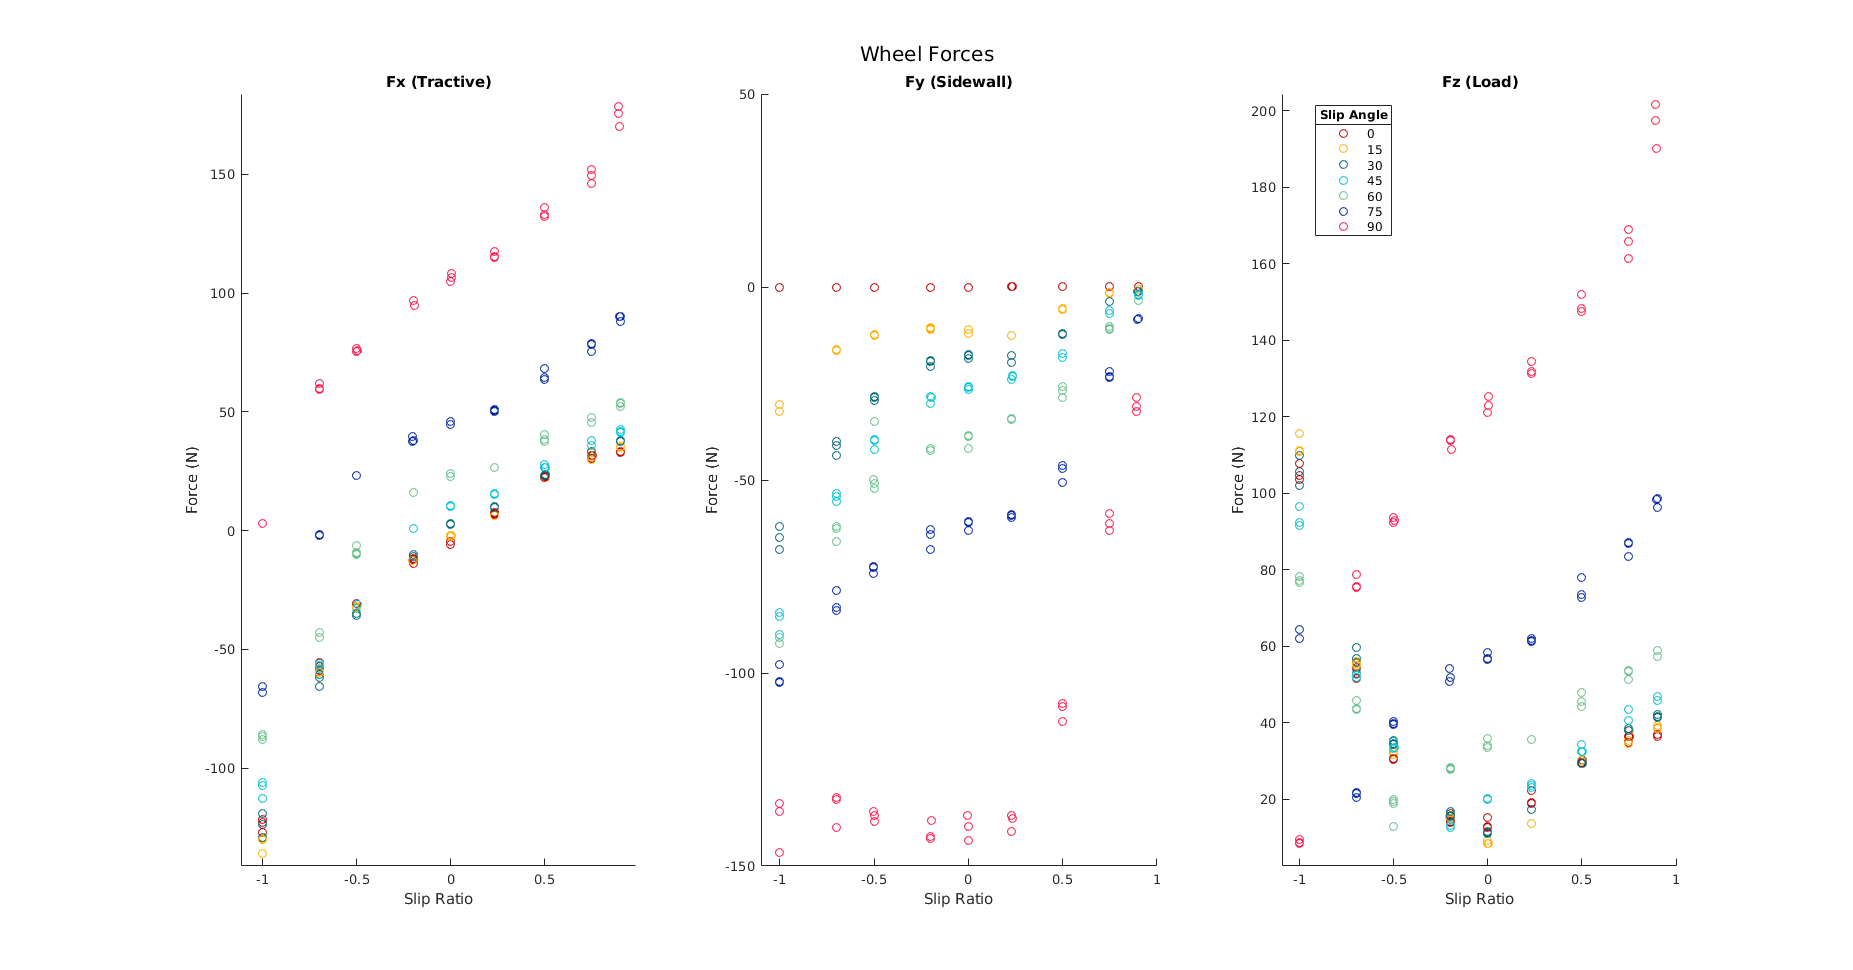 Wheel Forces
Fx (Tractive)
150
100
50
0
-50
-100
Force (N)
-1 -0.5 0 0.5
Slip Ratio
Fy (Sidewall)
50
0
-50
-100
-150
Force (N)
-1 -0.5 0 0.5 1
Slip Ratio
Fz (Load)
200
180
160
140
120
100
80
60
40
20
Force (N)
-1 -0.5 0 0.5 1
Slip Ratio
Slip Angle
0
15
30
45
60
75
90